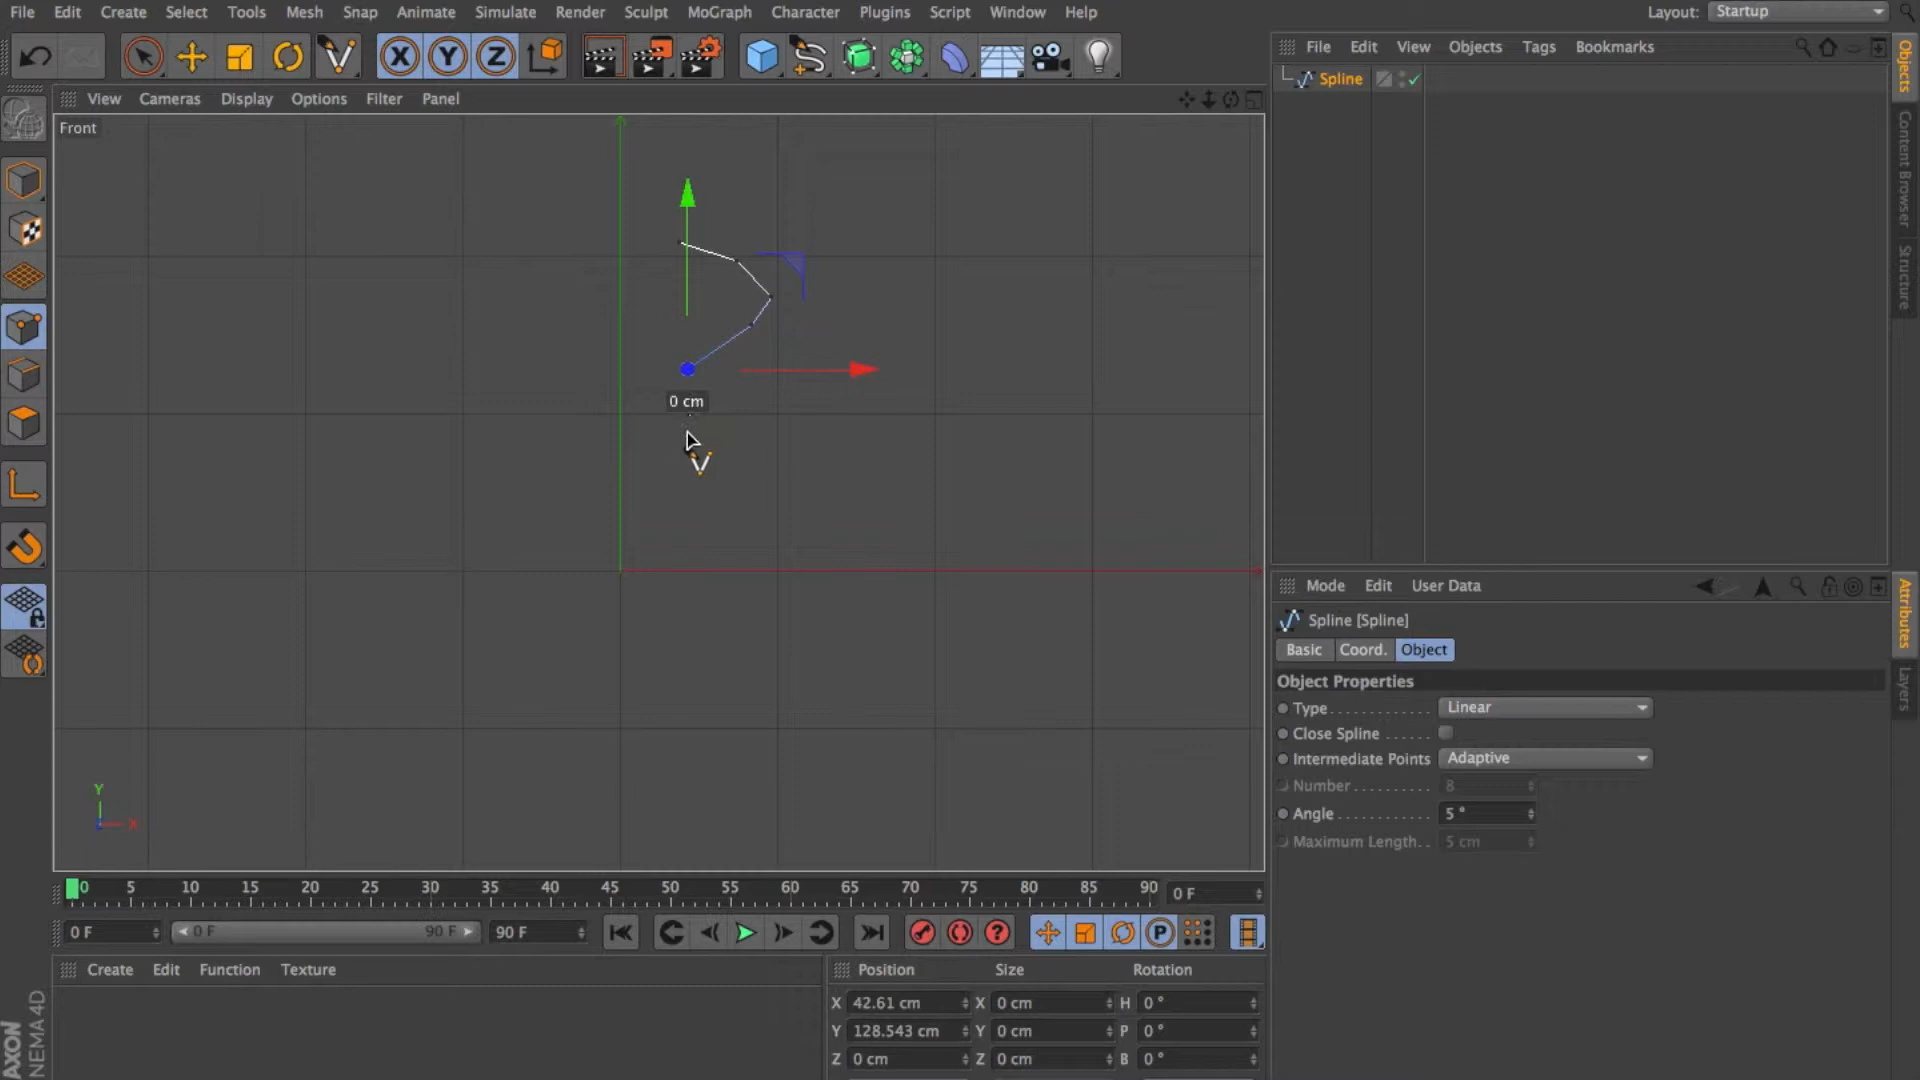 File Edit Create Select Tools Mesh Snap Animate Simulate Render Sculpt MoGraph Character Plugins Script Window Help Layout: Startup
X Y Z
File Edit View Objects Tags Bookmarks
Spline
Objects
Content Browser
Structure
View Cameras Display Options Filter Panel
Front
0 cm
Y
X
Mode Edit User Data
Spline [Spline]
Basic Coord. Object
Object Properties
Type Linear
Close Spline
Intermediate Points Adaptive
Number 8
Angle 5 °
Maximum Length 5 cm
Attributes
Layers
0 5 10 15 20 25 30 35 40 45 50 55 60 65 70 75 80 85 90 0 F
0 F 0 F 90 F 90 F ? P
Create Edit Function Texture
Position Size Rotation
X 42.61 cm X 0 cm H 0 °
Y 128.543 cm Y 0 cm P 0 °
Z 0 cm Z 0 cm B 0 °
AXON
NEMA 4D